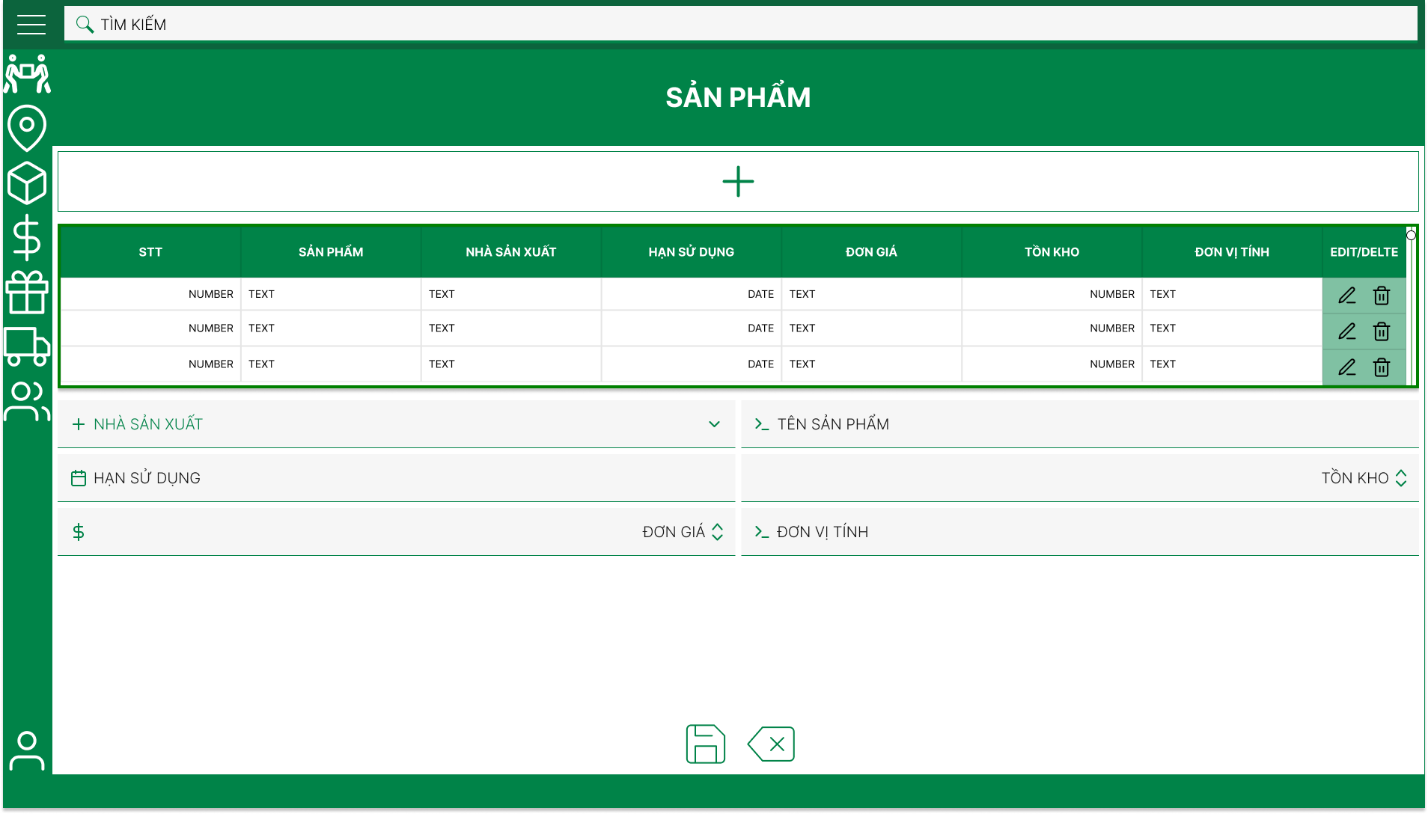 TÌM KIẾM
SẢN PHẨM
STT SẢN PHẨM NHÀ SẢN XUẤT HẠN SỬ DỤNG ĐƠN GIÁ TỒN KHO ĐƠN VỊ TÍNH EDIT/DELTE
NUMBER TEXT TEXT DATE TEXT NUMBER TEXT
NUMBER TEXT TEXT DATE TEXT NUMBER TEXT
NUMBER TEXT TEXT DATE TEXT NUMBER TEXT
NHÀ SẢN XUẤT TÊN SẢN PHẨM
HẠN SỬ DỤNG TỒN KHO
$ ĐƠN GIÁ ĐƠN VỊ TÍNH